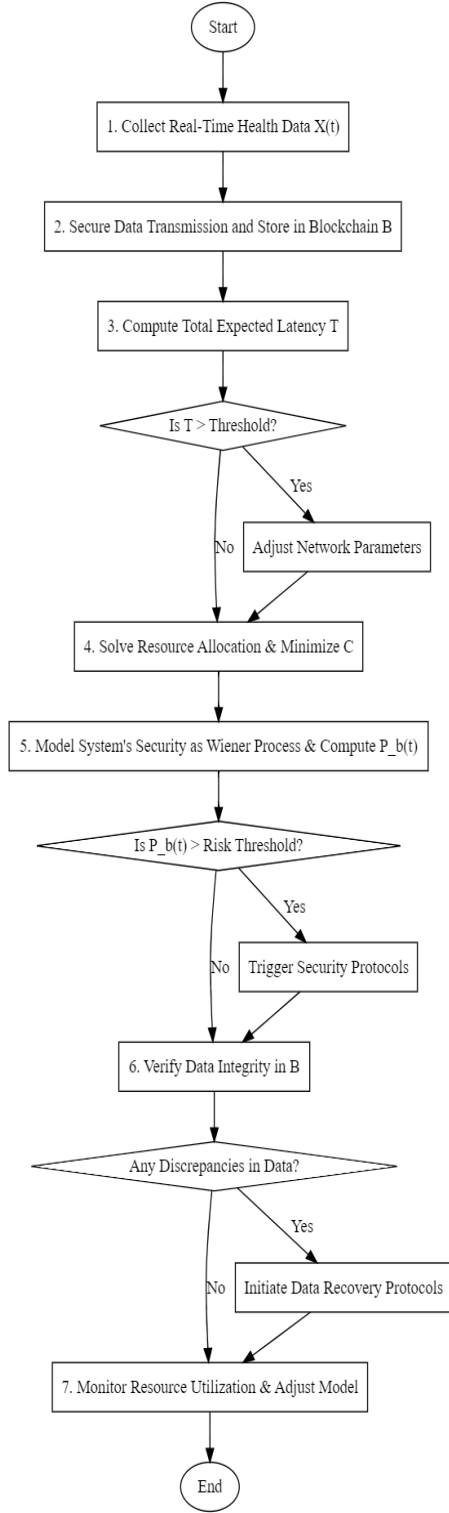 Start
1. Collect Real-Time Health Data X(t)
2. Secure Data Transmission and Store in Blockchain B
3. Compute Total Expected Latency T
Is T > Threshold?
Yes
No
Adjust Network Parameters
4. Solve Resource Allocation & Minimize C
5. Model System's Security as Wiener Process & Compute P_b(t)
Is P_b(t) > Risk Threshold?
Yes
No
Trigger Security Protocols
6. Verify Data Integrity in B
Any Discrepancies in Data?
Yes
No
Initiate Data Recovery Protocols
7. Monitor Resource Utilization & Adjust Model
End